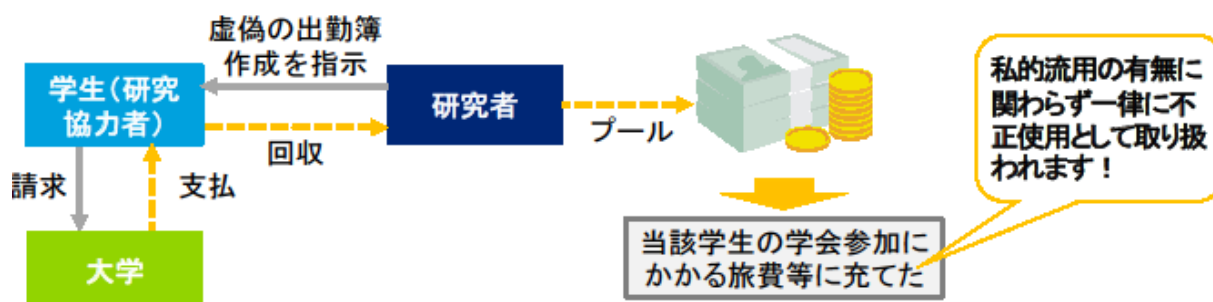 虚偽の出勤簿
作成を指示
学生（研究
協力者）
研究者
回収
プール
請求
支払
大学
当該学生の学会参加に
かかる旅費等に充てた
私的流用の有無に
関わらず一律に不
正使用として取り扱
われます！